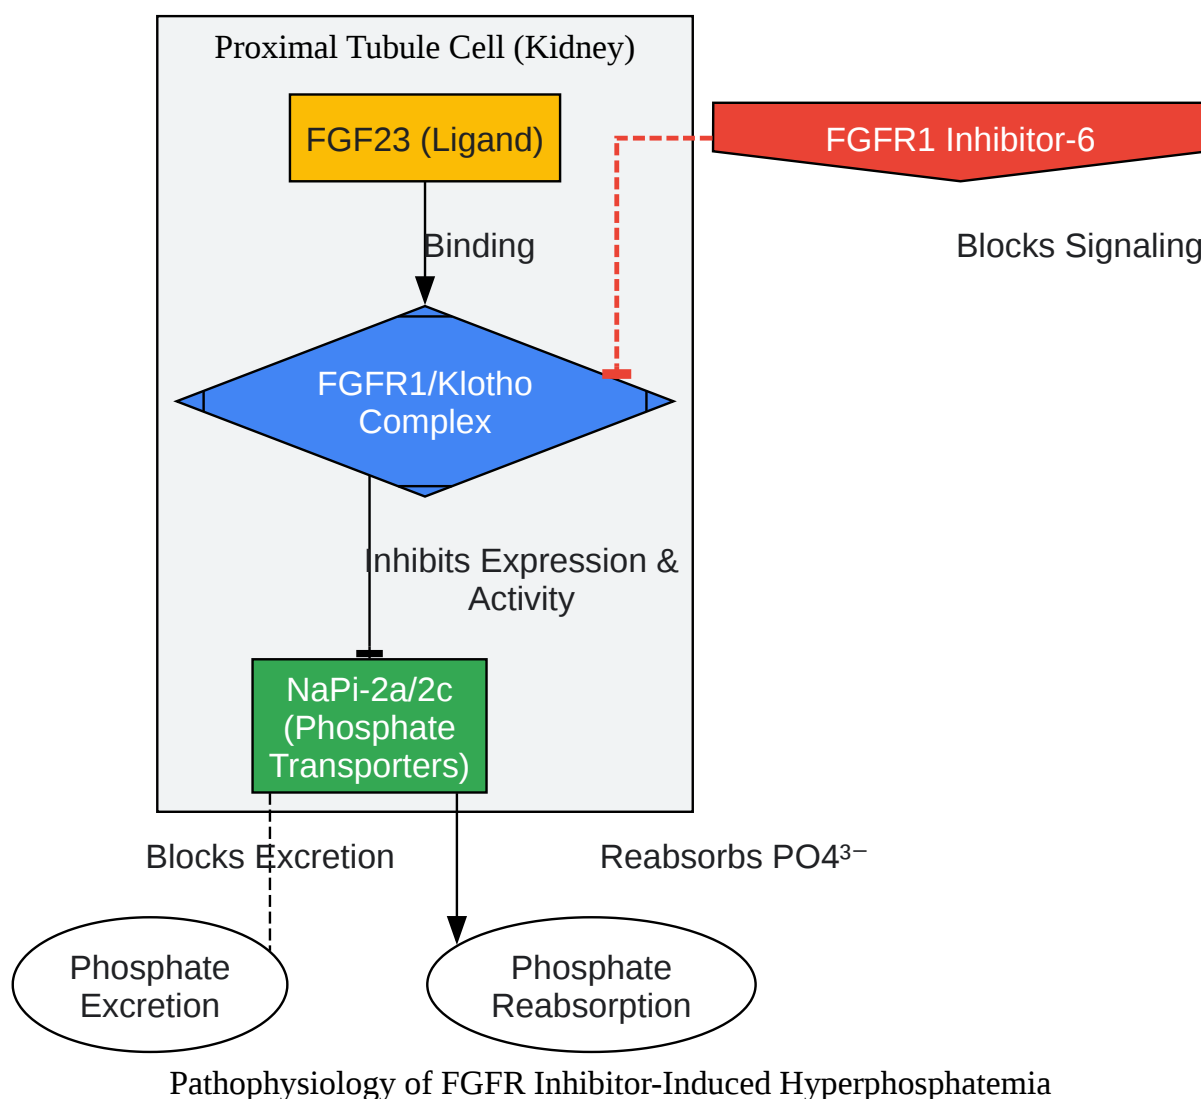 Proximal Tubule Cell (Kidney)
FGF23 (Ligand)
FGFR1 Inhibitor-6
Binding
Blocks Signaling
FGFR1/Klotho
Complex
Inhibits Expression &
Activity
NaPi-2a/2c
(Phosphate
Transporters)
Blocks Excretion
Reabsorbs PO4³⁻
Phosphate
Excretion
Phosphate
Reabsorption
Pathophysiology of FGFR Inhibitor-Induced Hyperphosphatemia